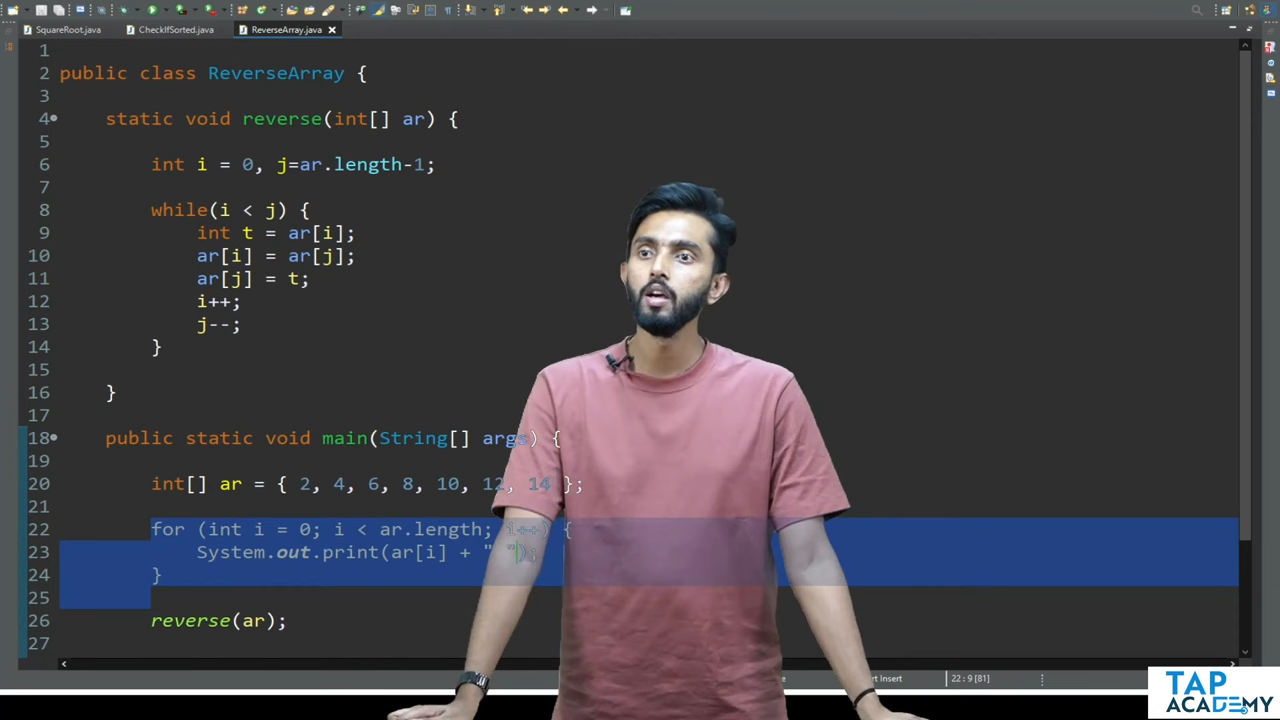 SquareRoot.java
CheckIfSorted.java
ReverseArray.java
1
2 public class ReverseArray {
3
4 static void reverse(int[] ar) {
5
6 int i = 0, j=ar.length-1;
7
8 while(i < j) {
9 int t = ar[i];
10 ar[i] = ar[j];
11 ar[j] = t;
12 i++;
13 j--;
14 }
15
16 }
17
18 public static void main(String[] args) {
19
20 int[] ar = { 2, 4, 6, 8, 10, 12, 14 };
21
22 for (int i = 0; i < ar.length; i++) {
23 System.out.print(ar[i] + " ");
24 }
25
26 reverse(ar);
27
Insert
22 : 9 [81]
TAP
ACADEMY